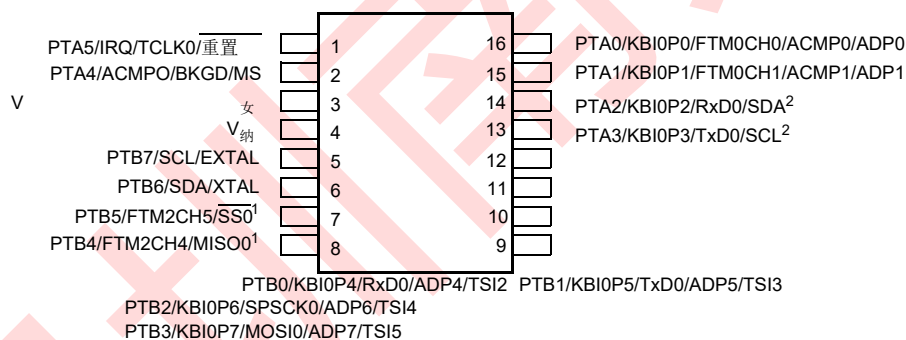 PTA5/IRQ/TCLK0/重置
PTA4/ACMPO/BKGD/MS
V女
V纳
PTB7/SCL/EXTAL
PTB6/SDA/XTAL
PTB5/FTM2CH5/SS0¹
PTB4/FTM2CH4/MISO0¹
1
2
3
4
5
6
7
8
16
15
14
13
12
11
10
9
PTA0/KBI0P0/FTM0CH0/ACMP0/ADP0
PTA1/KBI0P1/FTM0CH1/ACMP1/ADP1
PTA2/KBI0P2/RxD0/SDA²
PTA3/KBI0P3/TxD0/SCL²
PTB0/KBI0P4/RxD0/ADP4/TSI2 PTB1/KBI0P5/TxD0/ADP5/TSI3
PTB2/KBI0P6/SPSCK0/ADP6/TSI4
PTB3/KBI0P7/MOSI0/ADP7/TSI5